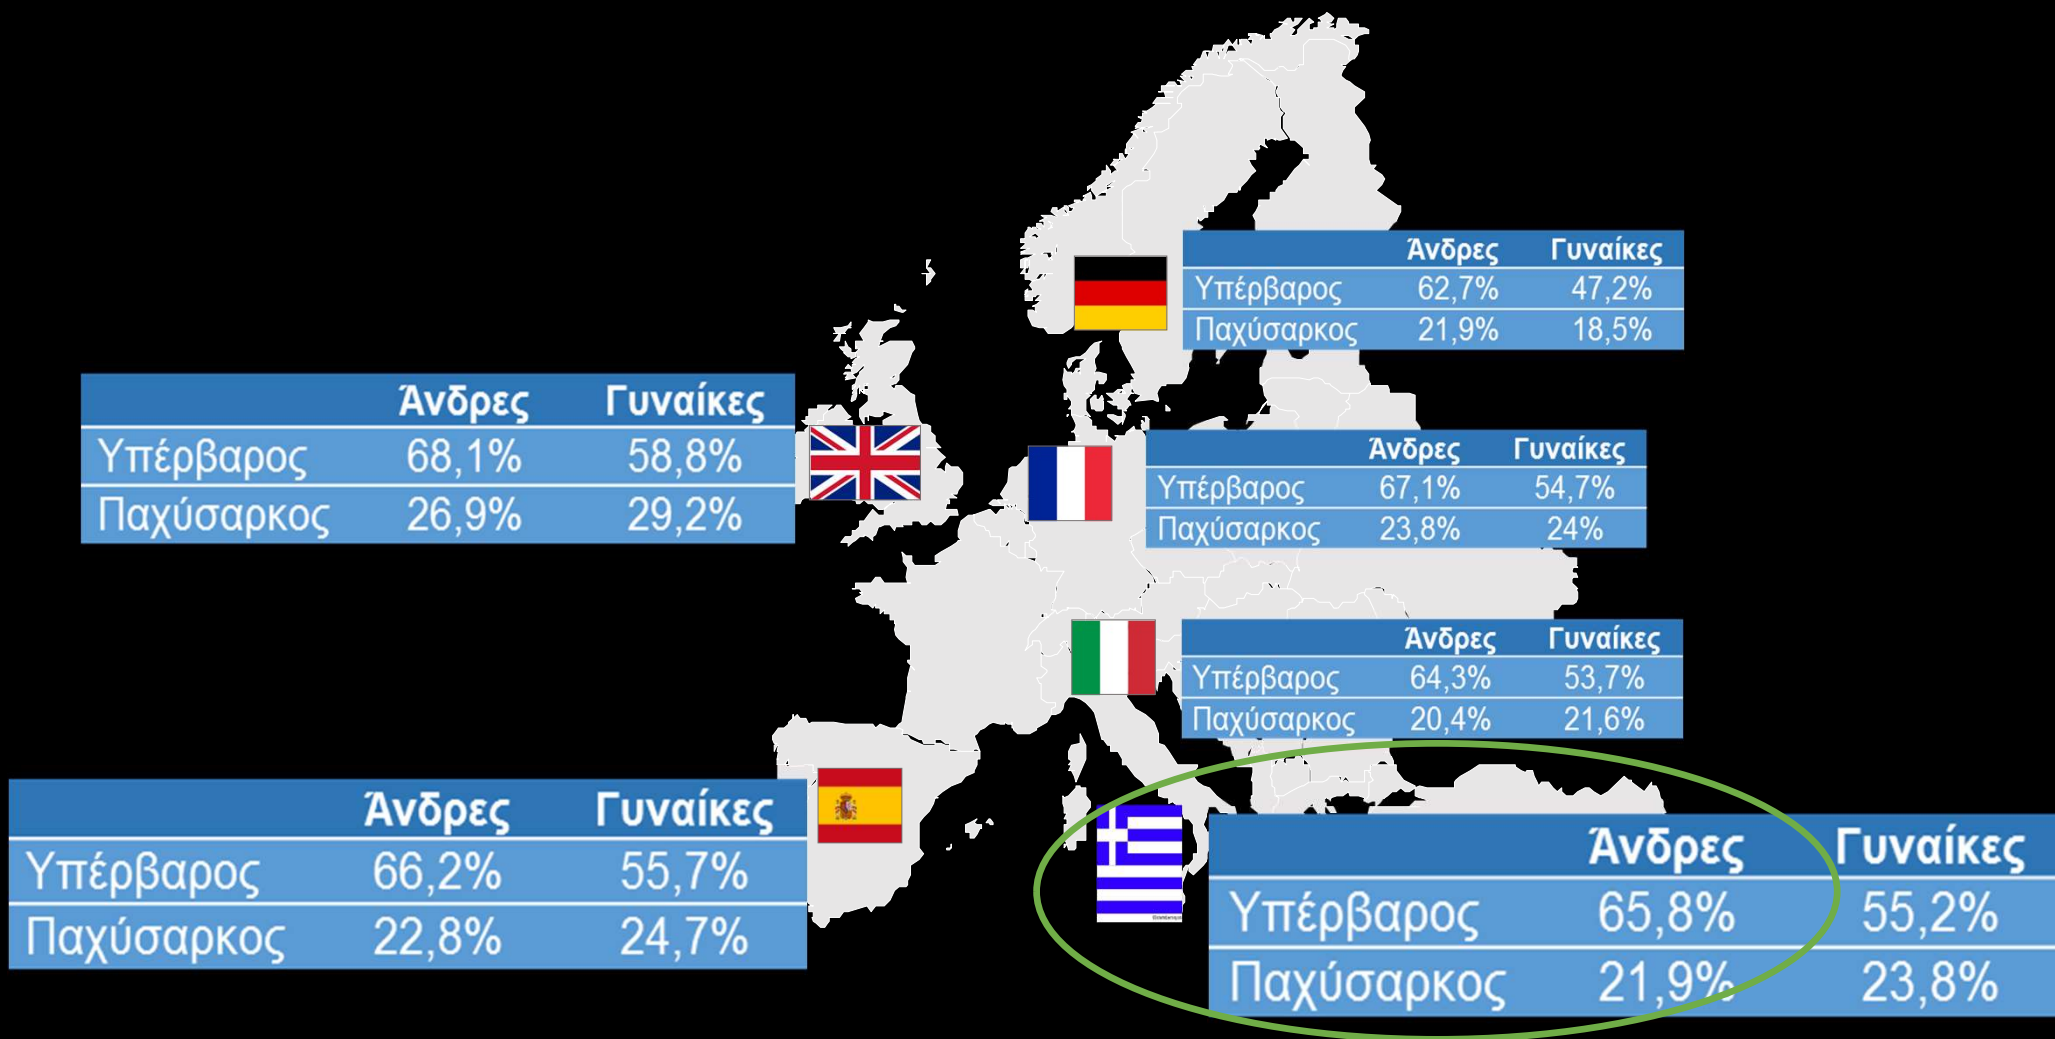 Άνδρες Γυναίκες
Υπέρβαρος 62,7% 47,2%
Παχύσαρκος 21,9% 18,5%
Άνδρες Γυναίκες
Υπέρβαρος 68,1% 58,8%
Παχύσαρκος 26,9% 29,2%
Άνδρες Γυναίκες
Υπέρβαρος 67,1% 54,7%
Παχύσαρκος 23,8% 24%
Άνδρες Γυναίκες
Υπέρβαρος 64,3% 53,7%
Παχύσαρκος 20,4% 21,6%
Άνδρες Γυναίκες
Υπέρβαρος 66,2% 55,7%
Παχύσαρκος 22,8% 24,7%
Άνδρες Γυναίκες
Υπέρβαρος 65,8% 55,2%
Παχύσαρκος 21,9% 23,8%